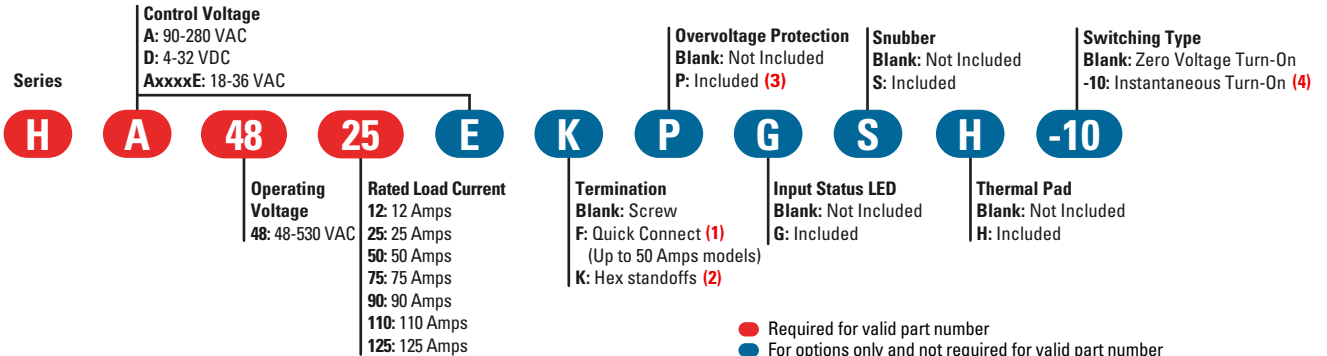 Control Voltage
A: 90-280 VAC
D: 4-32 VDC
AxxxxE: 18-36 VAC
Overvoltage Protection
Blank: Not Included
P: Included (3)
Snubber
Blank: Not Included
S: Included
Switching Type
Blank: Zero Voltage Turn-On
-10: Instantaneous Turn-On (4)
Series
H A 48 25 E K P G S H -10
Operating
Voltage
48: 48-530 VAC
Rated Load Current
12: 12 Amps
25: 25 Amps
50: 50 Amps
75: 75 Amps
90: 90 Amps
110: 110 Amps
125: 125 Amps
Termination
Blank: Screw
F: Quick Connect (1)
(Up to 50 Amps models)
K: Hex standoffs (2)
Input Status LED
Blank: Not Included
G: Included
Thermal Pad
Blank: Not Included
H: Included
Required for valid part number
For options only and not required for valid part number